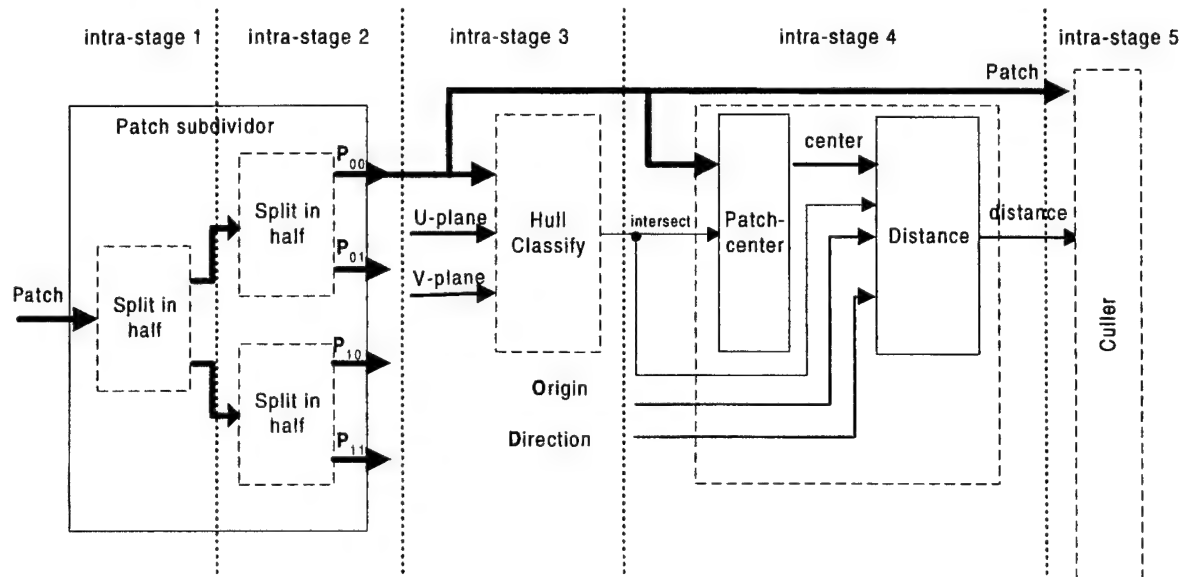 intra-stage 1
intra-stage 2
intra-stage 3
intra-stage 4
intra-stage 5
Patch
Patch subdividor
P00
center
Split in
half
U-plane
Hull
Classify
intersect
Patch-
center
Distance
distance
P01
V-plane
Patch
Split in
half
Culler
P10
Origin
Split in
half
Direction
P11